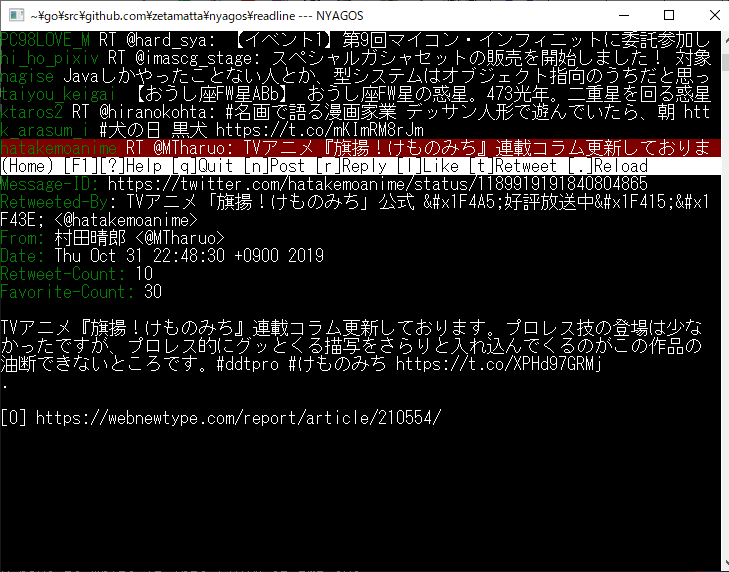 ~¥go¥src¥github.com¥zetamatta¥nyagos¥readline --- NYAGOS
PC98LOVE_M RT @hard_sya: 【イベント1】第9回マイコン・インフィニットに委託参加し
hi_ho_pixiv RT @imascg_stage: スペシャルガシャセットの販売を開始しました! 対象
hagise Javaしかやったことない人とか、型システムはオブジェクト指向のうちだと思っ
taiyou_keigai 【おうし座FW星ABb】 おうし座FW星の惑星。473光年。二重星を回る惑星
ktaros2 RT @hiranokohta: #名画で語る漫画家業 デッサン人形で遊んでいたら、朝 htt
k_arasum_i #犬の日 黒犬 https://t.co/mKImRM8rJm
hatakemoanime RT @MTharuo: TVアニメ『旗揚!けものみち』連載コラム更新しておりま
(Home) [F1][?]Help [q]Quit [n]Post [r]Reply [l]Like [t]Retweet [.]Reload
Message-ID: https://twitter.com/hatakemoanime/status/1189919191840804865
Retweeted-By: TVアニメ「旗揚!けものみち」公式 &#x1F4A5;好評放送中&#x1F415;&#x
1F43E; <@hatakemoanime>
From: 村田晴郎 <@MTharuo>
Date: Thu Oct 31 22:48:30 +0900 2019
Retweet-Count: 10
Favorite-Count: 30
TVアニメ『旗揚!けものみち』連載コラム更新しております。プロレス技の登場は少な
かったですが、プロレス的にグッとくる描写をさらりと入れ込んでくるのがこの作品の
油断できないところです。#ddtpro #けものみち https://t.co/XPHd97GRMj
.
[0] https://webnewtype.com/report/article/210554/